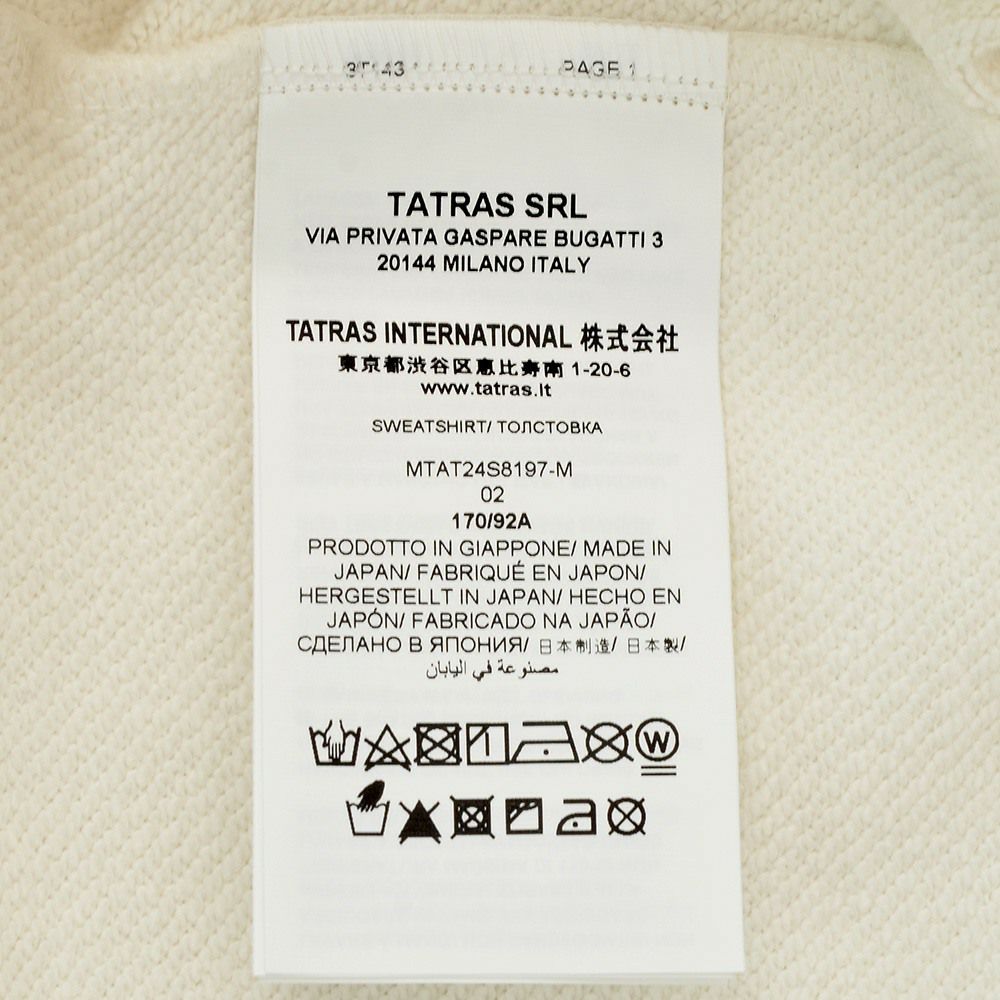 PAGE 1
TATRAS SRL
VIA PRIVATA GASPARE BUGATTI 3
20144 MILANO ITALY
TATRAS INTERNATIONAL 株式会社
東京都渋谷区恵比寿南 1-20-6
www.tatras.it
SWEATSHIRT/ ТОЛСТОВКА
MTAT24S8197-M
02
170/92A
PRODOTTO IN GIAPPONE/ MADE IN
JAPAN/ FABRIQUÉ EN JAPON/
HERGESTELLT IN JAPAN/ HECHO EN
JAPÓN/ FABRICADO NA JAPÃO/
СДЕЛАНО В ЯПОНИЯ/ 日本制造/ 日本製/
مصنوعة في اليابان
W